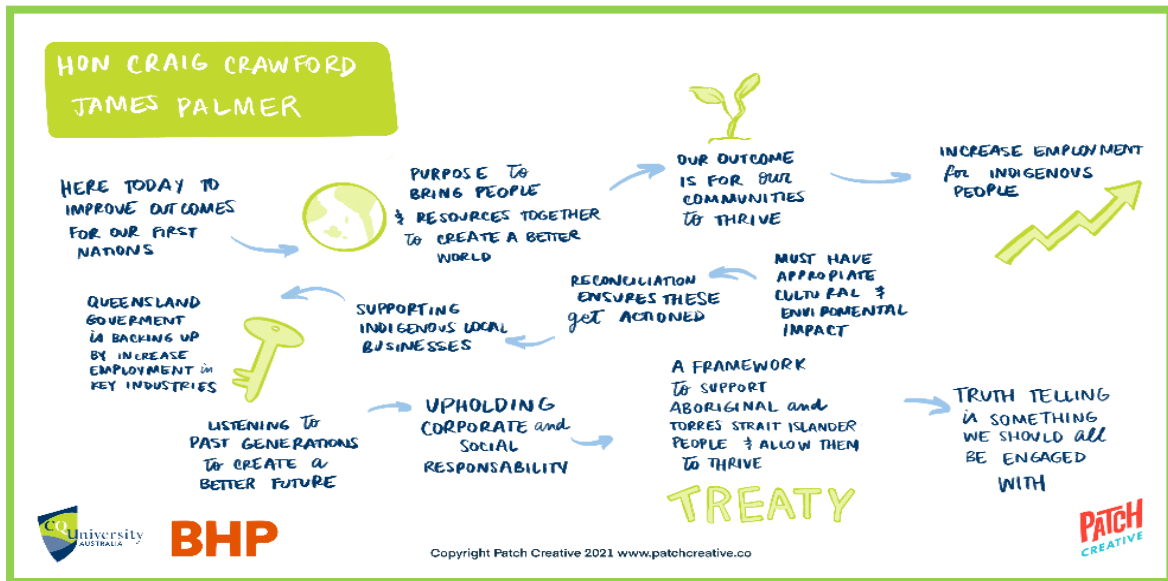 HON CRAIG CRAWFORD
JAMES PALMER
HERE TODAY TO
IMPROVE OUTCOMES
FOR OUR FIRST
NATIONS
PURPOSE to
BRING PEOPLE
& RESOURCES TOGETHER
to CREATE A BETTER
WORLD
OUR OUTCOME
IS FOR our
COMMUNITIES
to THRIVE
INCREASE EMPLOYMENT
for INDIGENOUS
PEOPLE
MUST HAVE
APPROPIATE
CULTURAL &
ENVIROMENTAL
IMPACT
RECONCILIATION
ENSURES THESE
get ACTIONED
SUPPORTING
INDIGENOUS LOCAL
BUSINESSES
QUEENSLAND
GOVERMENT
is BACKING UP
BY INCREASE
EMPLOYMENT in
KEY INDUSTRIES
LISTENING to
PAST GENERATIONS
to CREATE A
BETTER FUTURE
UPHOLDING
CORPORATE and
SOCIAL
RESPONSABILITY
A FRAMEWORK
to SUPPORT
ABORIGINAL and
TORRES STRAIT ISLANDER
PEOPLE & ALLOW THEM
to THRIVE
TREATY
TRUTH TELLING
is SOMETHING
WE SHOULD all
BE ENGAGED
WITH
CQUniversity
AUSTRALIA
BHP
Copyright Patch Creative 2021 www.patchcreative.co
PATCH
CREATIVE